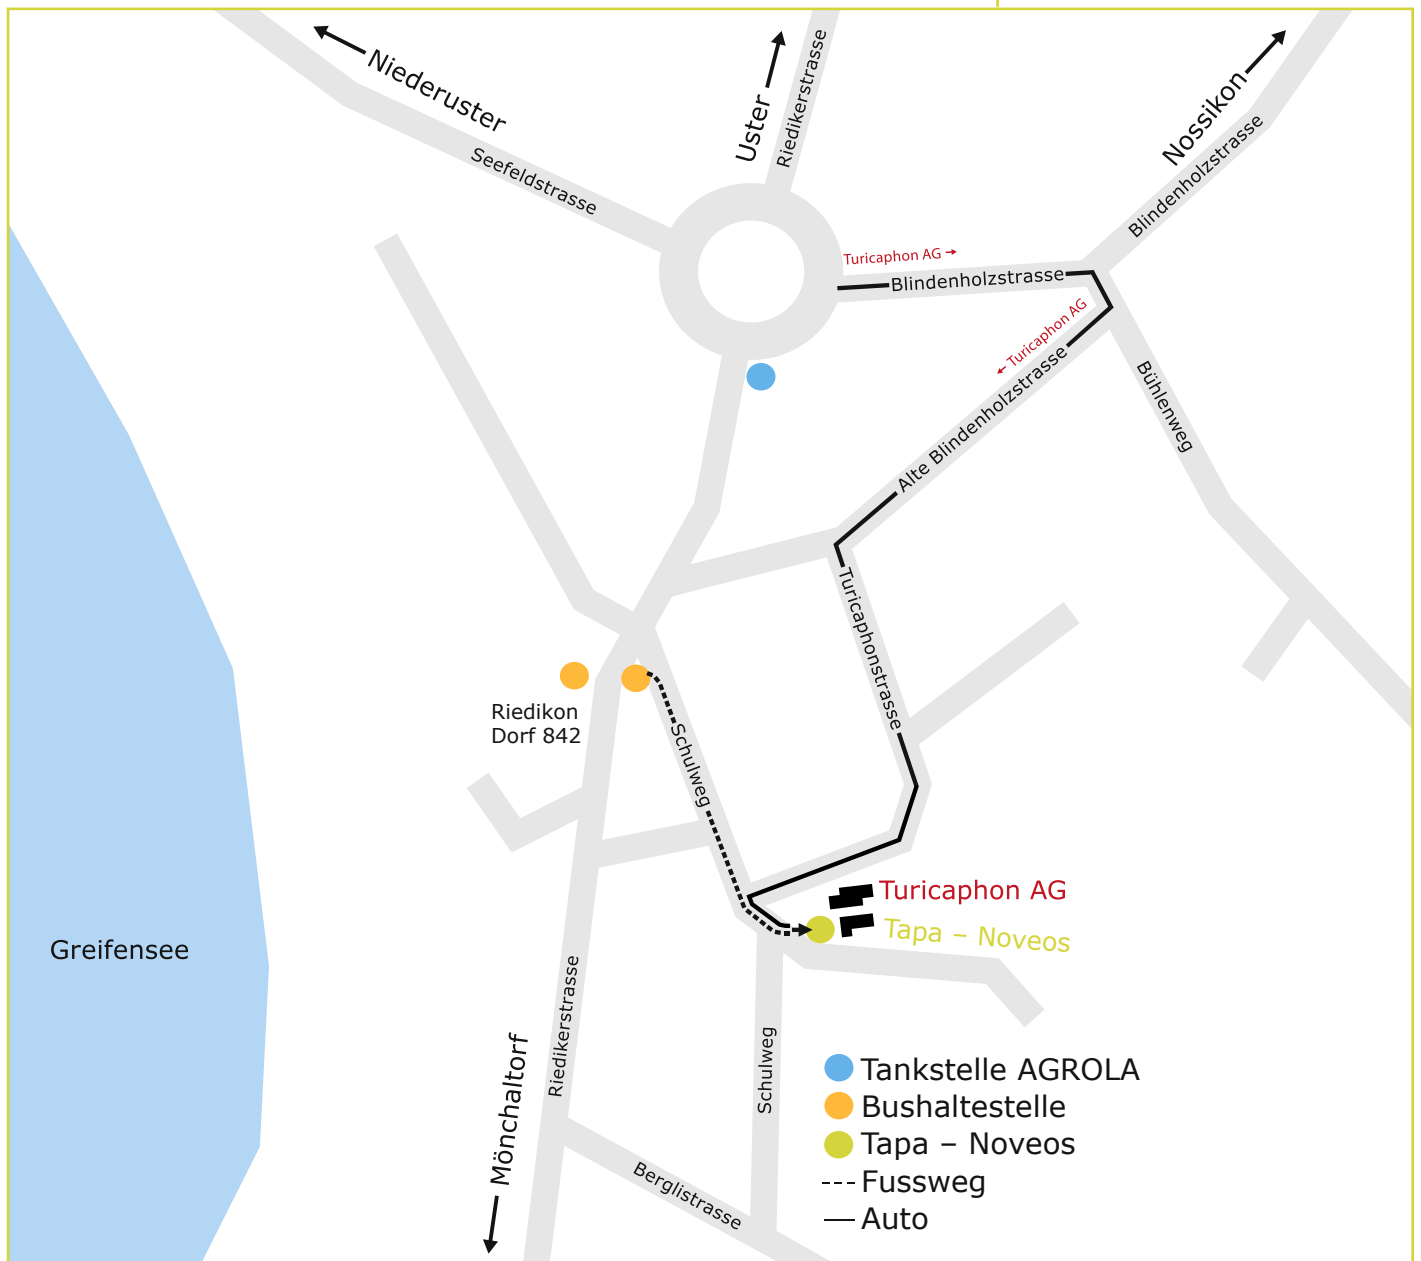 Niederuster
Uster
Riedikerstrasse
Nossikon
Blindenholzstrasse
Seefeldstrasse
Turicaphon AG
Blindenholzstrasse
Turicaphon AG
Alte Blindenholzstrasse
Bühlenweg
Turicaphonstrasse
Riedikon
Dorf 842
Schulweg
Turicaphon AG
Tapa – Noveos
Greifensee
Riedikerstrasse
Mönchaltorf
Schulweg
Berglistrasse
Tankstelle AGROLA
Bushaltestelle
Tapa – Noveos
Fussweg
Auto